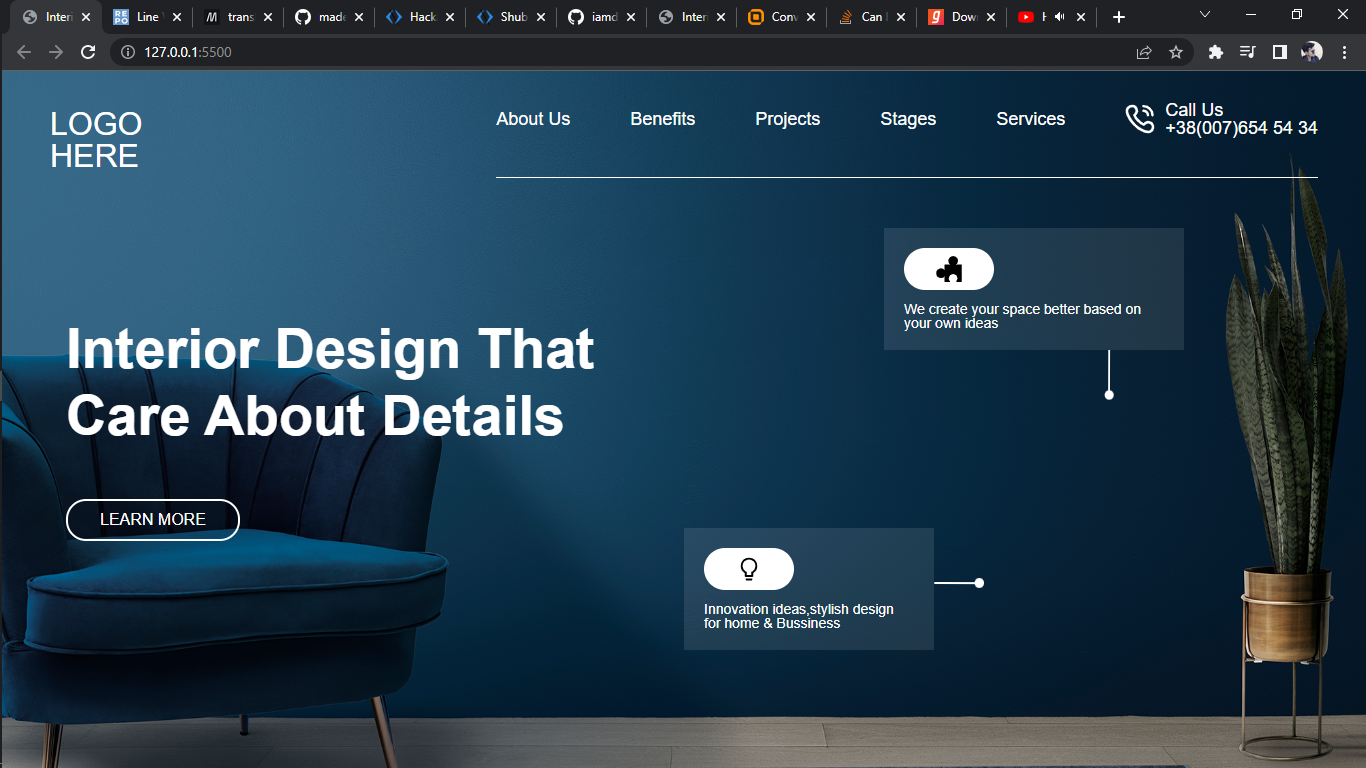 Interi
Line
trans
made
Hack
Shub
iamd
Interi
Conv
Can
Dow
127.0.0.1:5500
LOGO
HERE
About Us
Benefits
Projects
Stages
Services
Call Us
+38(007)654 54 34
We create your space better based on
your own ideas
Interior Design That
Care About Details
LEARN MORE
Innovation ideas,stylish design
for home & Bussiness